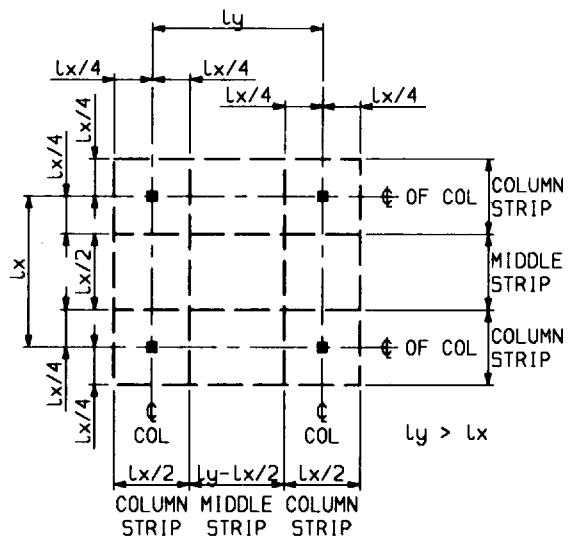 ly
lx/4
lx/4
lx/4
lx/4
lx/4
lx/4
COLUMN
STRIP
℄ OF COL
lx
lx/2
MIDDLE
STRIP
℄ OF COL
COLUMN
STRIP
lx/4
lx/4
℄
COL
℄
COL
ly > lx
lx/2
ly-lx/2
lx/2
COLUMN
STRIP
MIDDLE
STRIP
COLUMN
STRIP